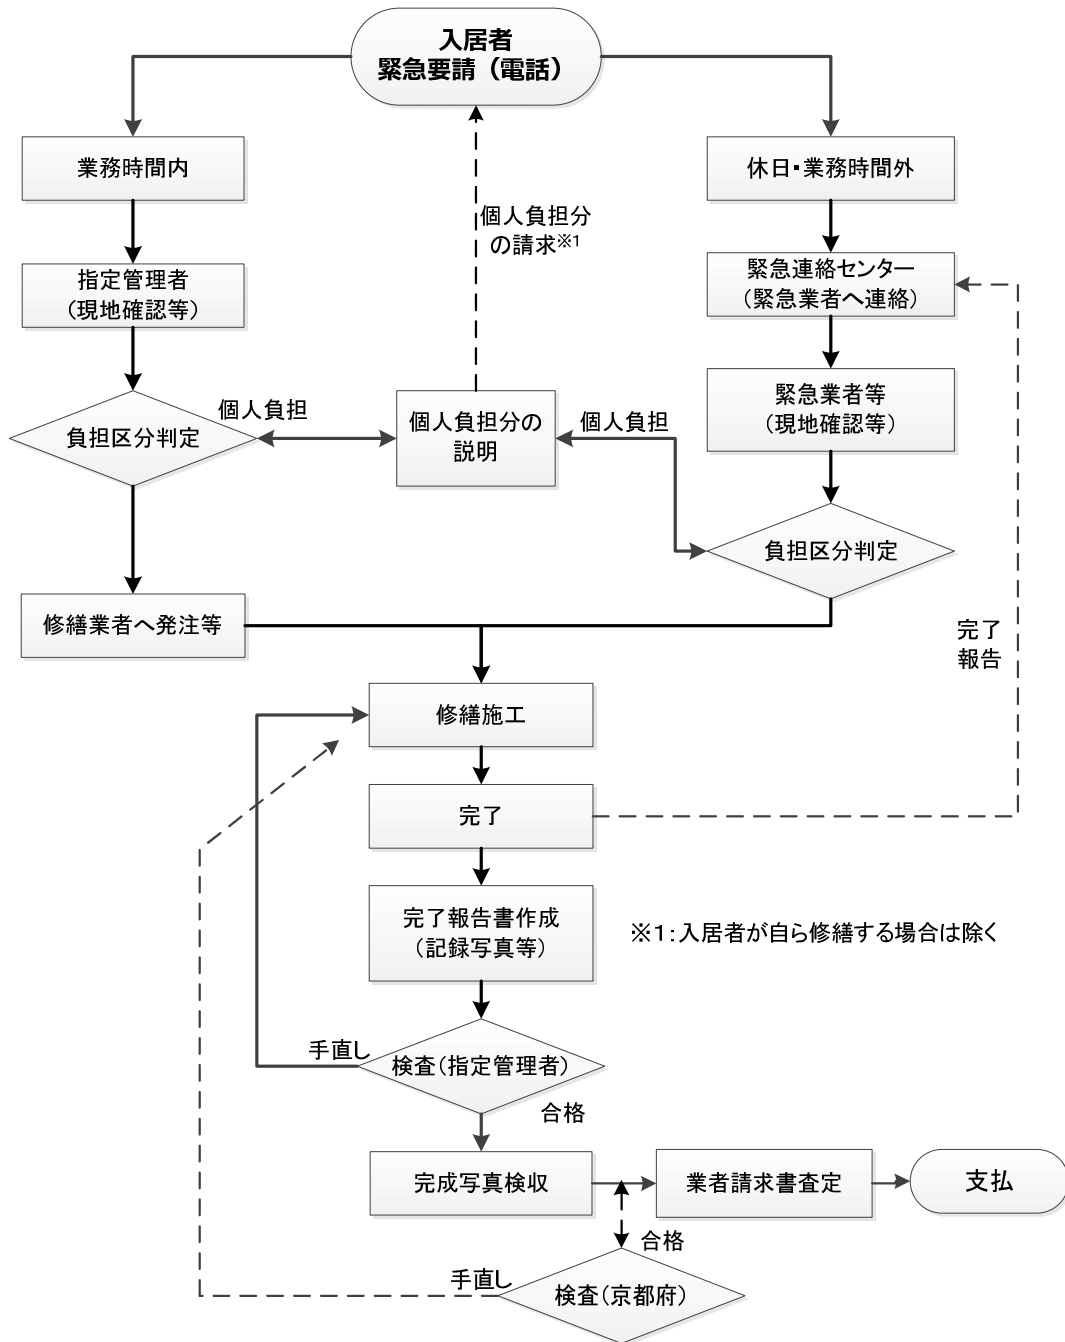 入居者
緊急要請（電話）
業務時間内
休日・業務時間外
個人負担分
の請求※1
指定管理者
（現地確認等）
緊急連絡センター
（緊急業者へ連絡）
負担区分判定
個人負担
個人負担分の
説明
個人負担
緊急業者等
（現地確認等）
負担区分判定
修繕業者へ発注等
完了
報告
修繕施工
完了
完了報告書作成
（記録写真等）
※1：入居者が自ら修繕する場合は除く
手直し
検査（指定管理者）
合格
完成写真検収
業者請求書査定
支払
合格
手直し
検査（京都府）